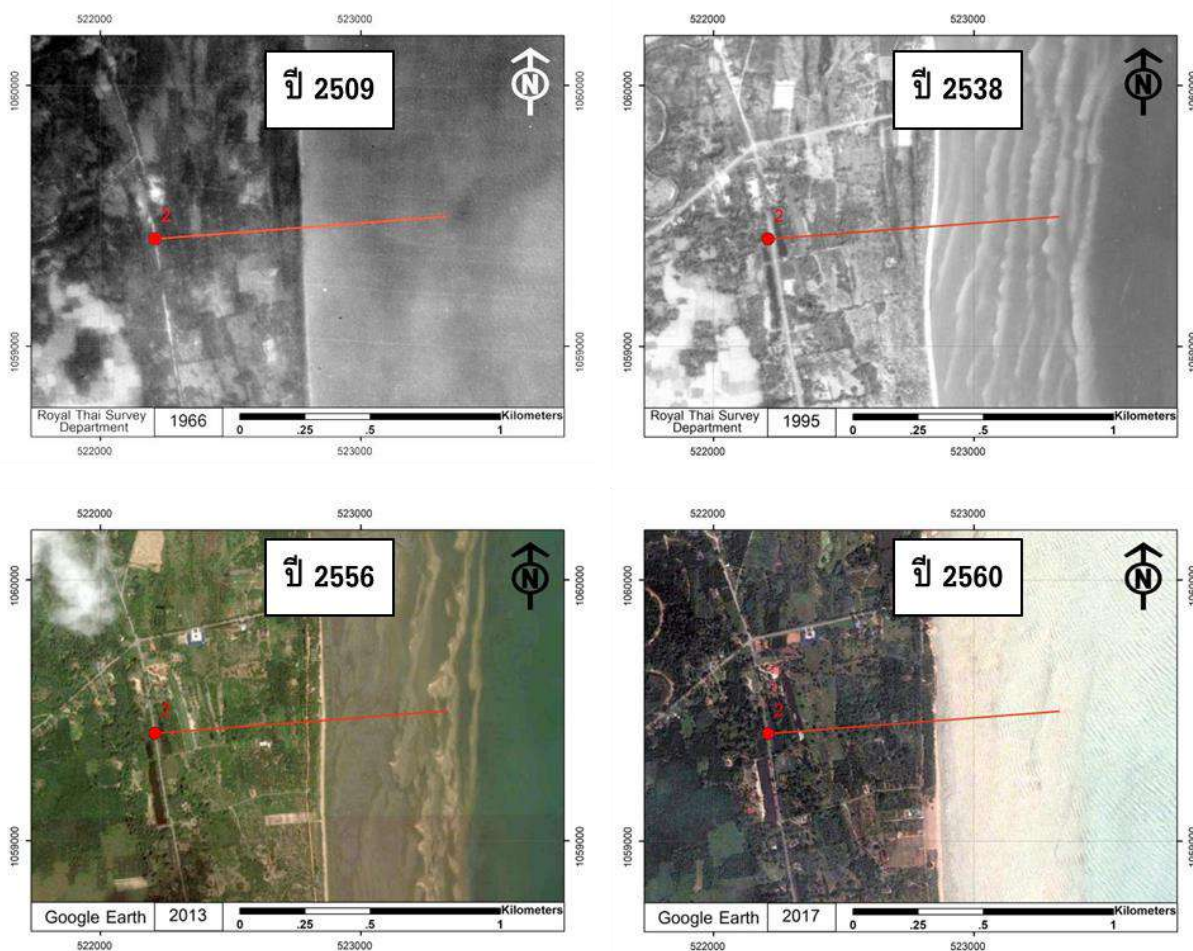 522000 523000
ปี 2509
N
1060000
1060000
2
1059000
1059000
Royal Thai Survey
Department
1966
Kilometers
0 .25 .5 1
522000 523000
522000 523000
ปี 2538
N
1060000
1060000
2
1059000
1059000
Royal Thai Survey
Department
1995
Kilometers
0 .25 .5 1
522000 523000
522000 523000
ปี 2556
N
1060000
1060000
2
1059000
1059000
Google Earth
2013
Kilometers
0 .25 .5 1
522000 523000
522000 523000
ปี 2560
N
1060000
1060000
2
1059000
1059000
Google Earth
2017
Kilometers
0 .25 .5 1
522000 523000